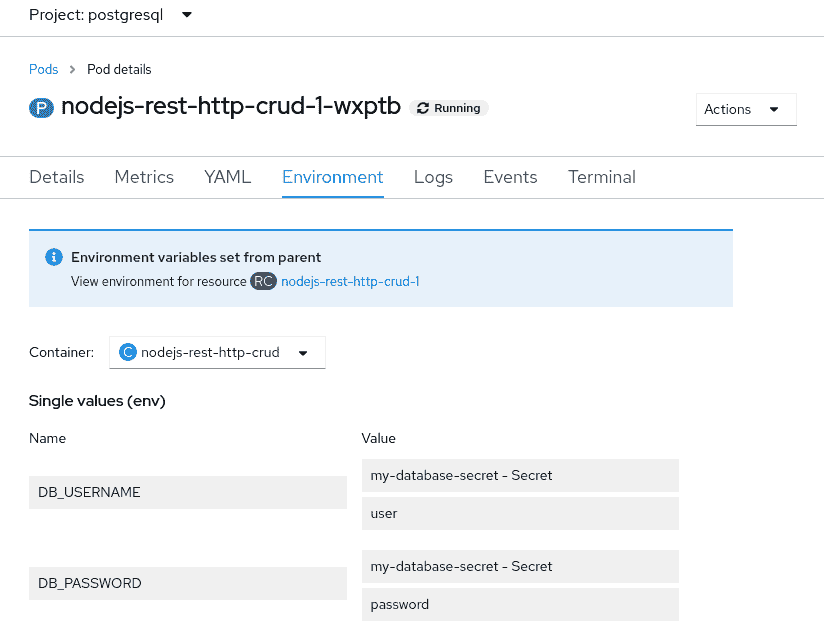 Project: postgresql
Pods > Pod details
P nodejs-rest-http-crud-1-wxptb Running
Actions
Details Metrics YAML Environment Logs Events Terminal
Environment variables set from parent
View environment for resource RC nodejs-rest-http-crud-1
Container: C nodejs-rest-http-crud
Single values (env)
Name Value
DB_USERNAME
my-database-secret - Secret
user
DB_PASSWORD
my-database-secret - Secret
password